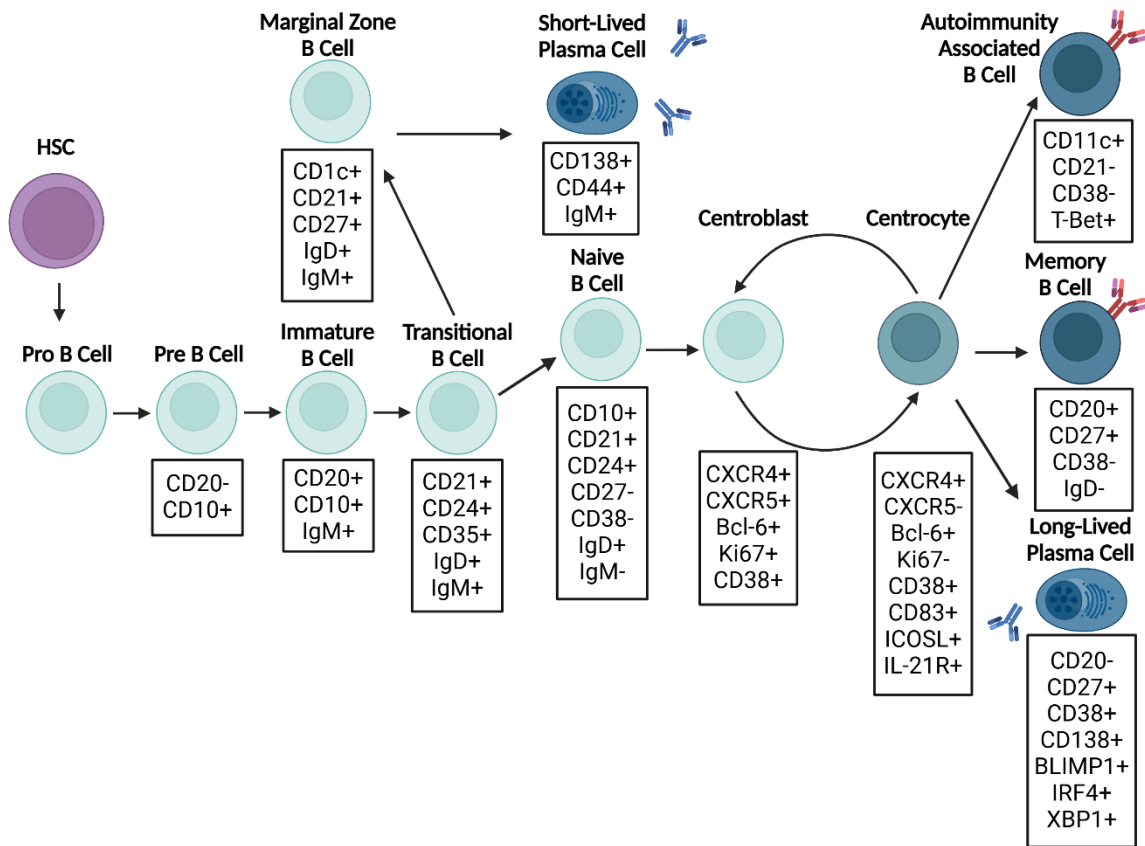 HSC
Pro B Cell
Pre B Cell
CD20-
CD10+
Immature
B Cell
CD20+
CD10+
IgM+
Transitional
B Cell
CD21+
CD24+
CD35+
IgD+
IgM+
Marginal Zone
B Cell
CD1c+
CD21+
CD27+
IgD+
IgM+
Short-Lived
Plasma Cell
CD138+
CD44+
IgM+
Naive
B Cell
CD10+
CD21+
CD24+
CD27-
CD38-
IgD+
IgM-
Centroblast
CXCR4+
CXCR5+
Bcl-6+
Ki67+
CD38+
Centrocyte
CXCR4+
CXCR5-
Bcl-6+
Ki67-
CD38+
CD83+
ICOSL+
IL-21R+
Autoimmunity
Associated
B Cell
CD11c+
CD21-
CD38-
T-Bet+
Memory
B Cell
CD20+
CD27+
CD38-
IgD-
Long-Lived
Plasma Cell
CD20-
CD27+
CD38+
CD138+
BLIMP1+
IRF4+
XBP1+